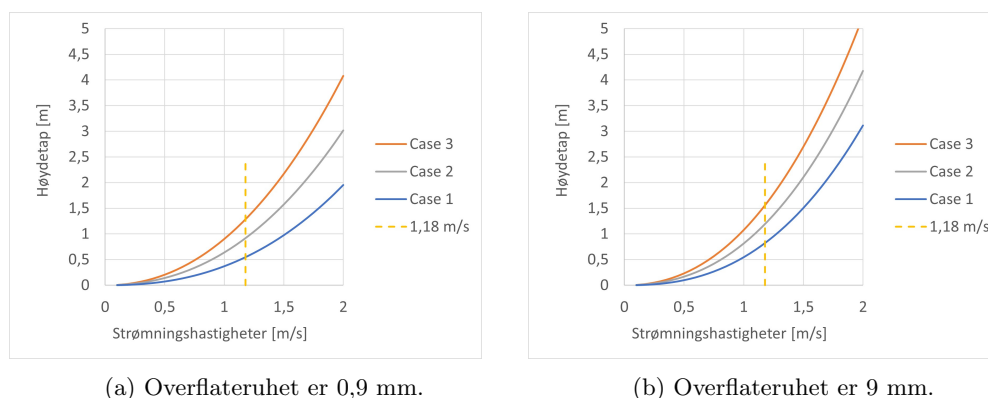 5
4,5
4
3,5
3
2,5
2
1,5
1
0,5
0
Høydetap [m]
0 0,5 1 1,5 2
Strømningshastigheter [m/s]
Case 3
Case 2
Case 1
1,18 m/s
(a) Overflateruhet er 0,9 mm.
5
4,5
4
3,5
3
2,5
2
1,5
1
0,5
0
Høydetap [m]
0 0,5 1 1,5 2
Strømningshastigheter [m/s]
Case 3
Case 2
Case 1
1,18 m/s
(b) Overflateruhet er 9 mm.